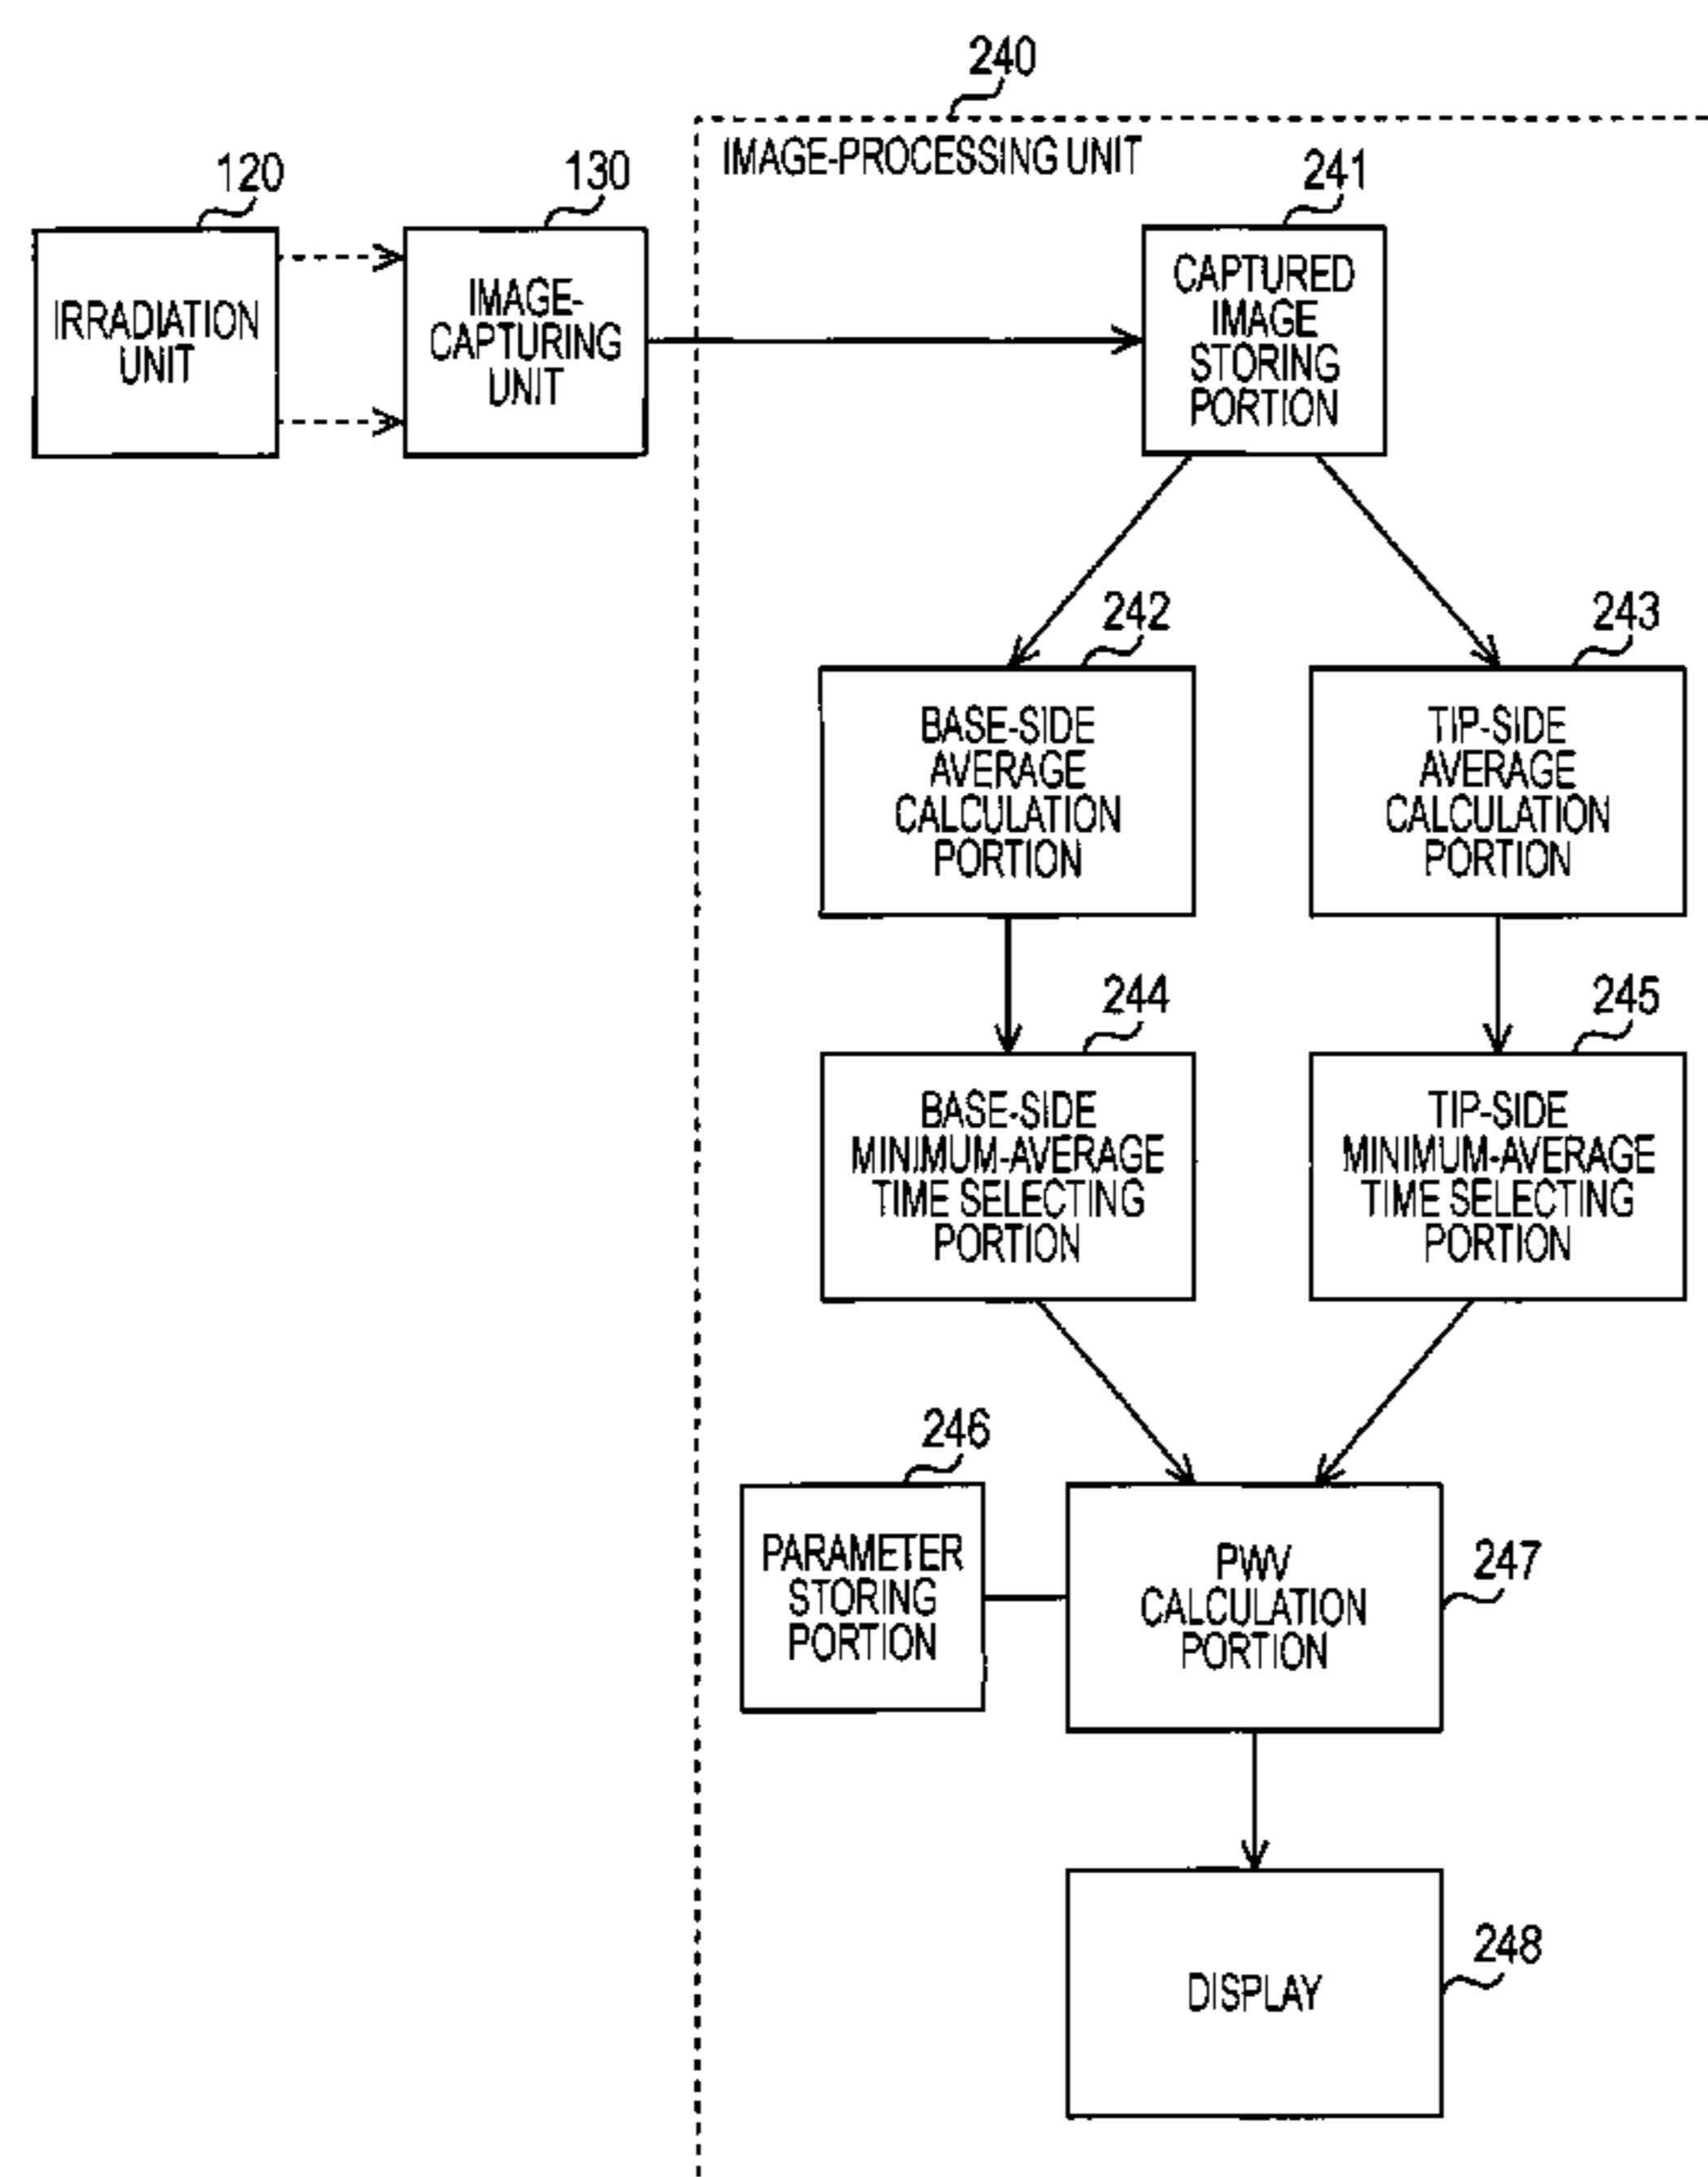 240
IMAGE-PROCESSING UNIT
120
130
241
IRRADIATION
UNIT
IMAGE-
CAPTURING
UNIT
CAPTURED
IMAGE
STORING
PORTION
242
243
BASE-SIDE
AVERAGE
CALCULATION
PORTION
TIP-SIDE
AVERAGE
CALCULATION
PORTION
244
245
BASE-SIDE
MINIMUM-AVERAGE
TIME SELECTING
PORTION
TIP-SIDE
MINIMUM-AVERAGE
TIME SELECTING
PORTION
246
PARAMETER
STORING
PORTION
PWV
CALCULATION
PORTION
247
DISPLAY
248